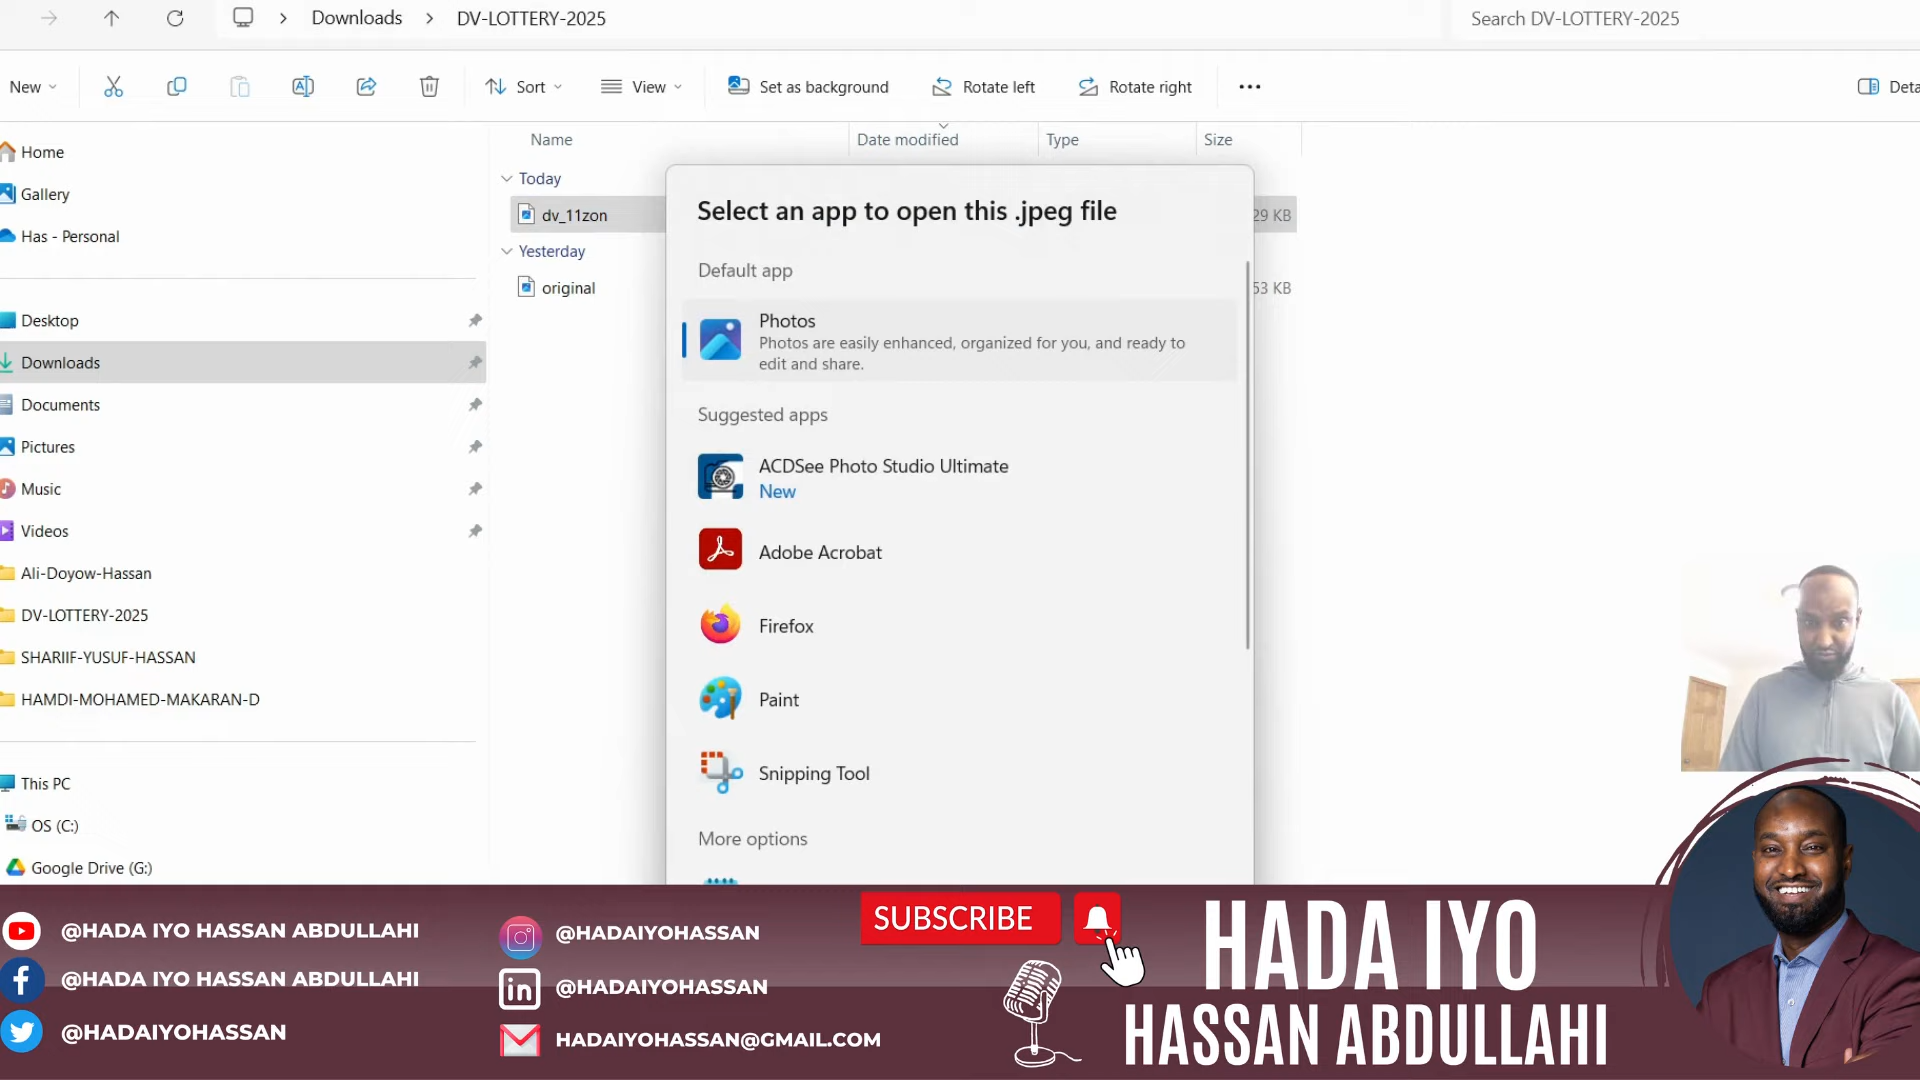 Downloads
DV-LOTTERY-2025
Search DV-LOTTERY-2025
New
Sort
View
Set as background
Rotate left
Rotate right
Deta
Home
Gallery
Has - Personal
Desktop
Downloads
Documents
Pictures
Music
Videos
Ali-Doyow-Hassan
DV-LOTTERY-2025
SHARIIF-YUSUF-HASSAN
HAMDI-MOHAMED-MAKARAN-D
This PC
OS (C:)
Google Drive (G:)
Name
Date modified
Type
Size
Today
dv_11zon
29 KB
Yesterday
original
53 KB
Select an app to open this .jpeg file
Default app
Photos
Photos are easily enhanced, organized for you, and ready to
edit and share.
Suggested apps
ACDSee Photo Studio Ultimate
New
Adobe Acrobat
Firefox
Paint
Snipping Tool
More options
@HADA IYO HASSAN ABDULLAHI
@HADA IYO HASSAN ABDULLAHI
@HADAIYOHASSAN
@HADAIYOHASSAN
@HADAIYOHASSAN
HADAIYOHASSAN@GMAIL.COM
SUBSCRIBE
HADA IYO
HASSAN ABDULLAHI